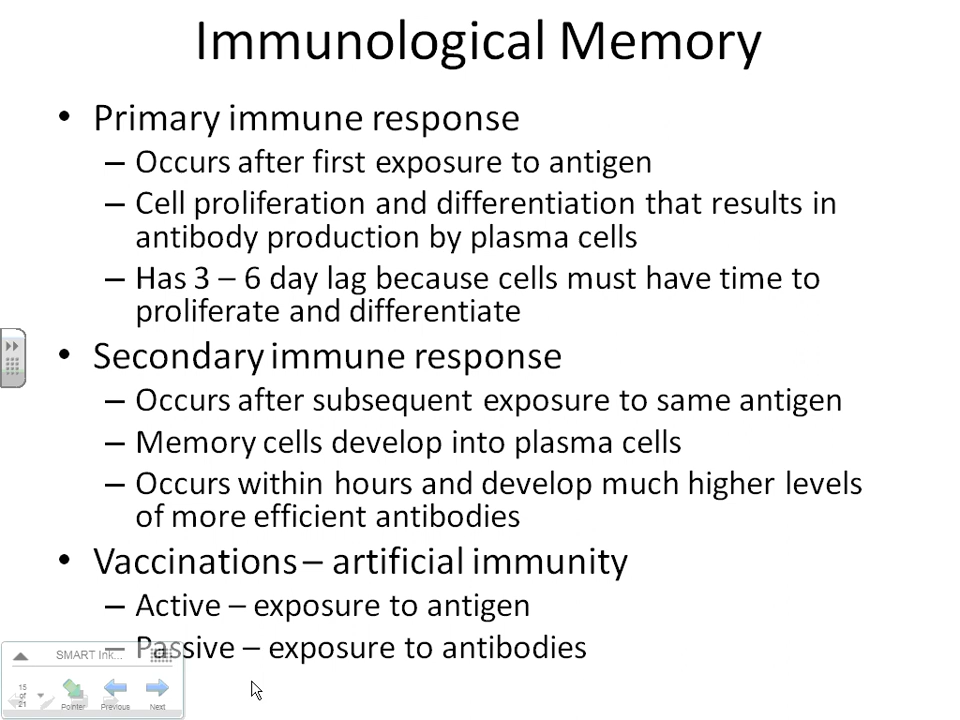 Immunological Memory
• Primary immune response
– Occurs after first exposure to antigen
– Cell proliferation and differentiation that results in
antibody production by plasma cells
– Has 3 – 6 day lag because cells must have time to
proliferate and differentiate
• Secondary immune response
– Occurs after subsequent exposure to same antigen
– Memory cells develop into plasma cells
– Occurs within hours and develop much higher levels
of more efficient antibodies
• Vaccinations – artificial immunity
– Active – exposure to antigen
– Passive – exposure to antibodies
SMART Ink...
15
of
21
Pointer Previous Next